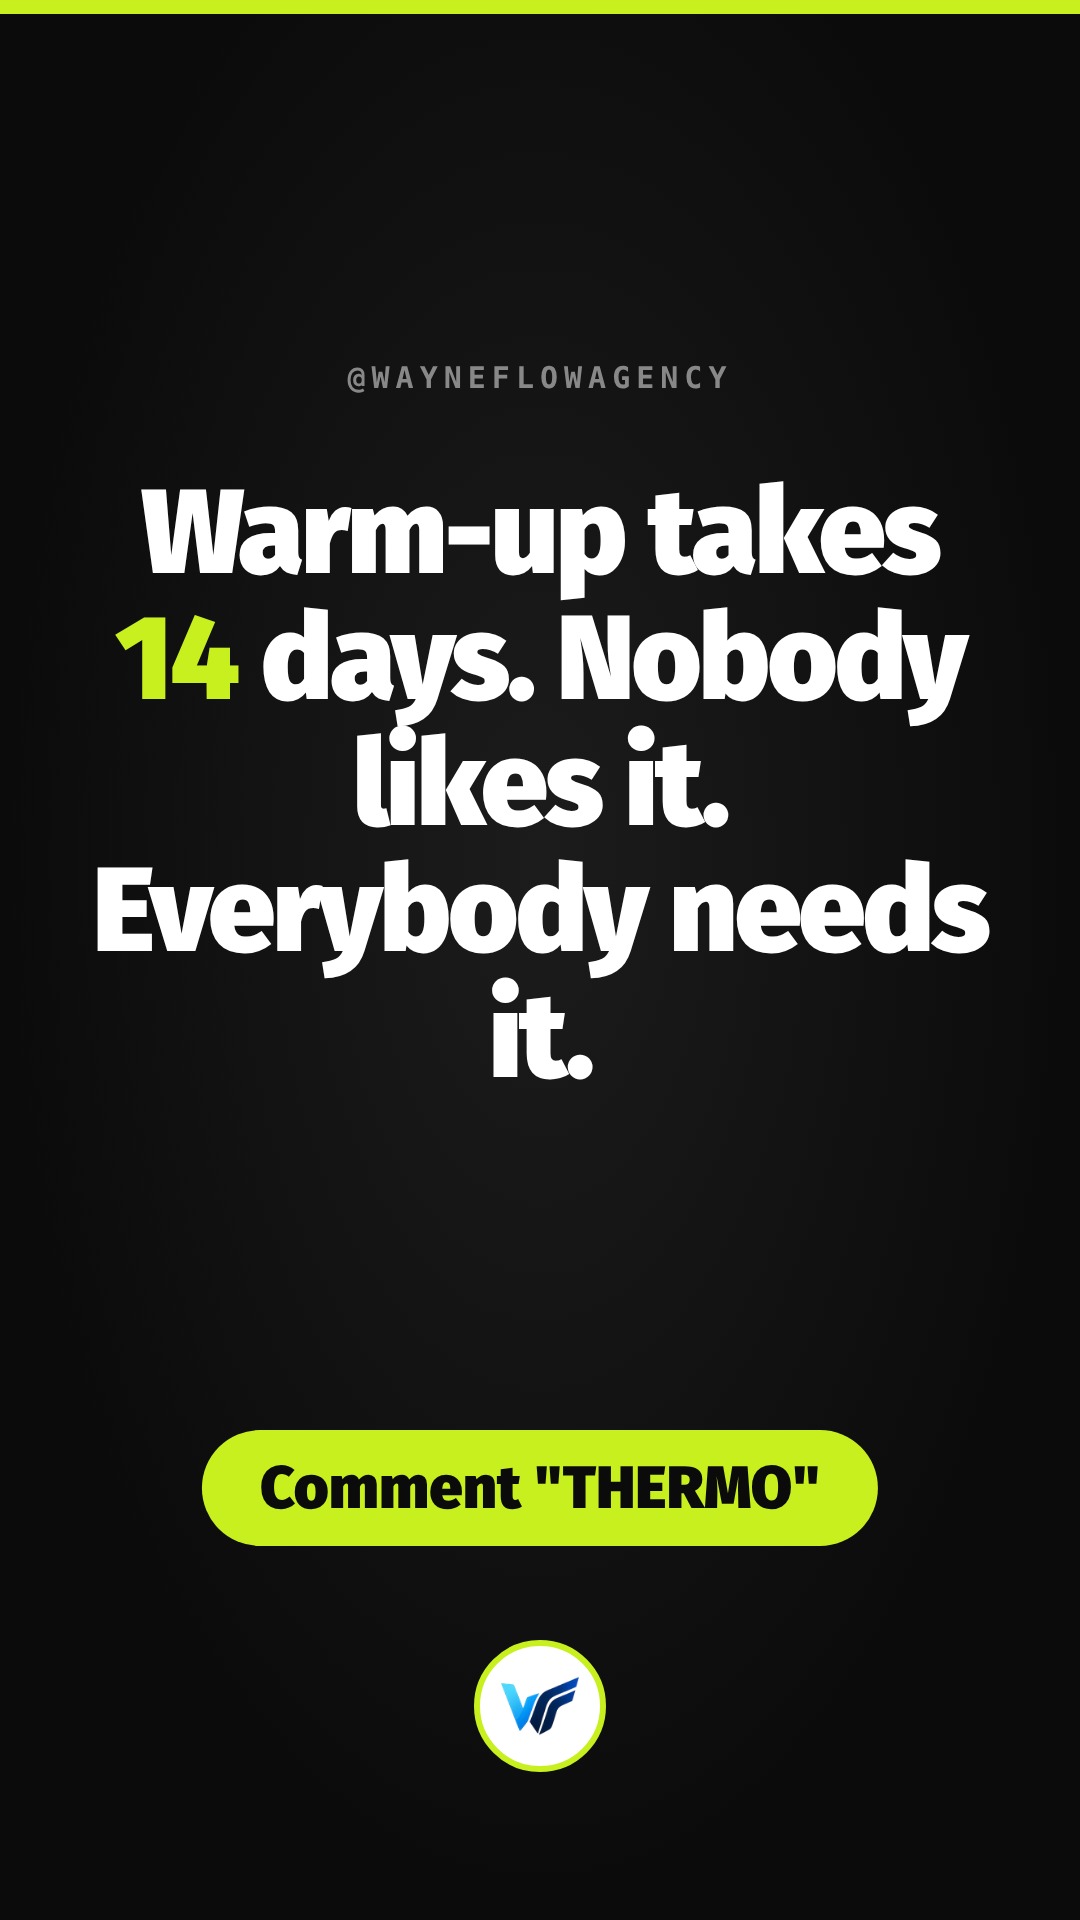 @WAYNEFLOWAGENCY
Warm-up takes
14 days. Nobody
likes it.
Everybody needs
it.
Comment "THERMO"